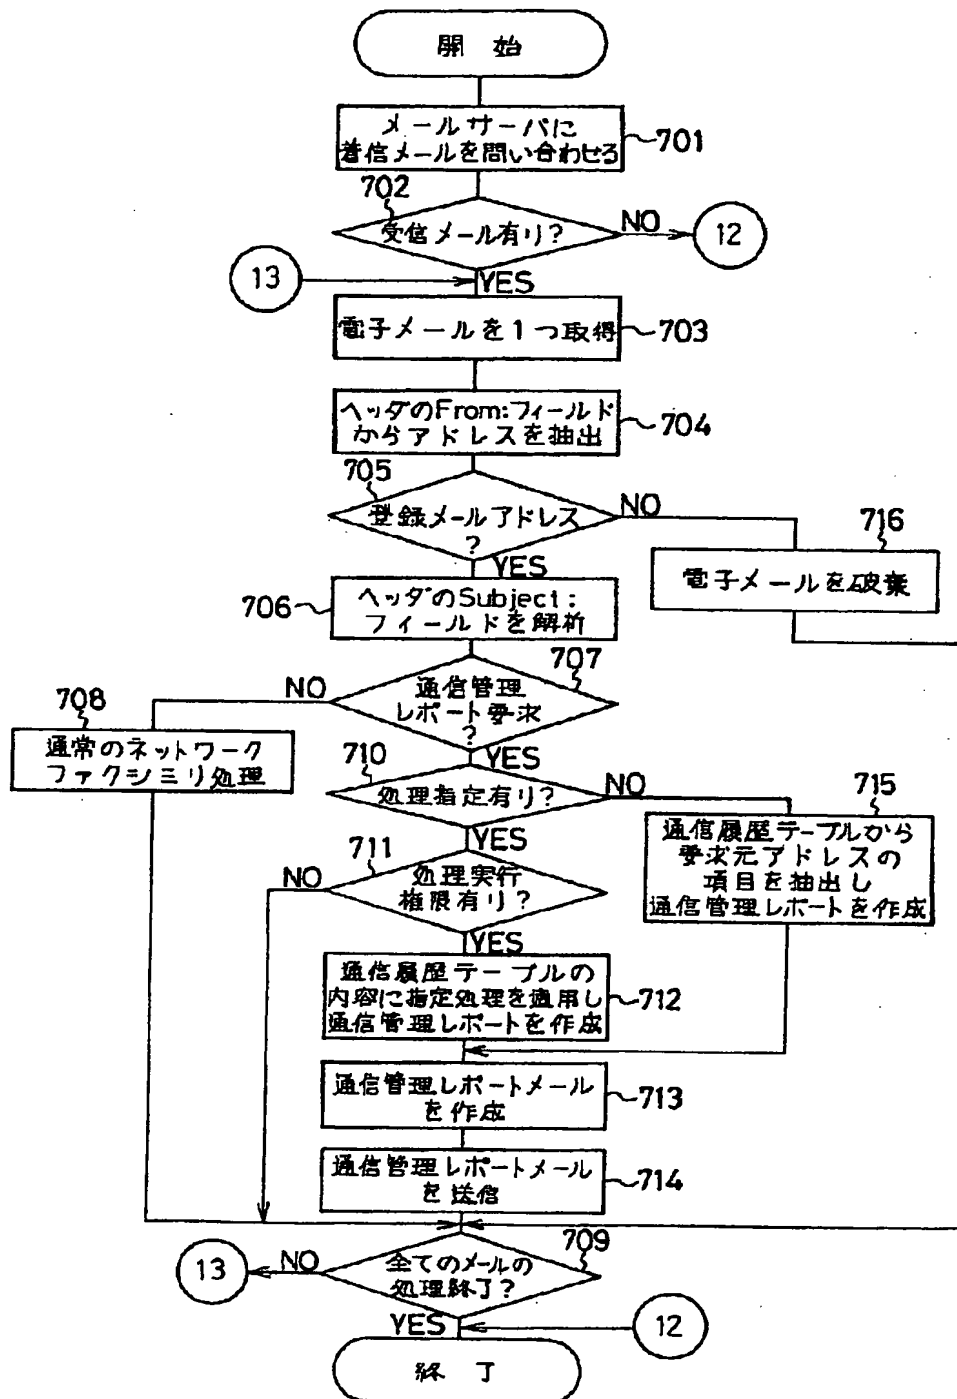 開 始
メールサーバに
着信メールを問い合わせる
701
702
受信メール有り?
NO
12
13
YES
電子メールを1つ取得
703
ヘッダのFrom:フィールド
からアドレスを抽出
704
705
登録メールアドレス
?
NO
YES
716
電子メールを破棄
706
ヘッダのSubject:
フィールドを解析
707
通信管理
レポート要求
?
NO
YES
708
通常のネットワーク
ファクシミリ処理
710
処理指定有り?
NO
YES
715
通信履歴テーブルから
要求元アドレスの
項目を抽出し
通信管理レポートを作成
711
処理実行
権限有り?
NO
YES
通信履歴テーブルの
内容に指定処理を適用し
通信管理レポートを作成
712
通信管理レポートメール
を作成
713
通信管理レポートメール
を送信
714
709
全てのメールの
処理終了?
NO
13
YES
12
終 了